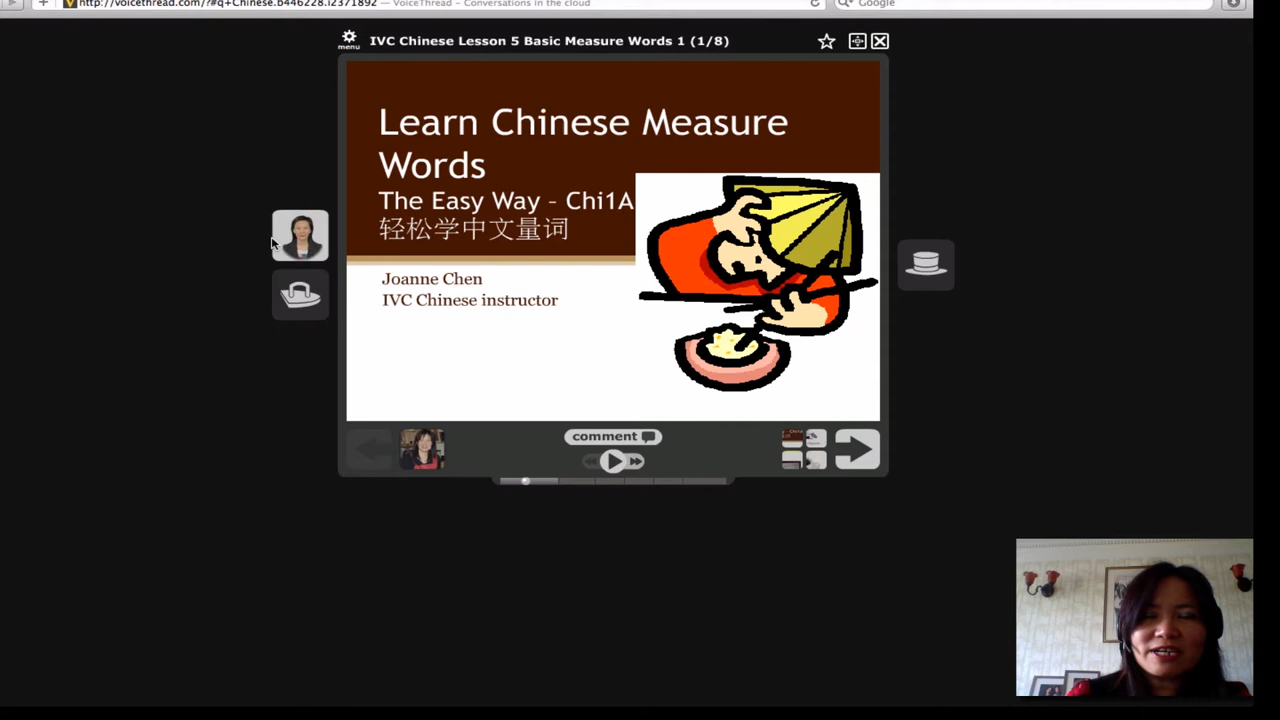 http://voicethread.com/?#q+Chinese.b446228.i2371892 — VoiceThread - Conversations in the cloud
Google
menu
IVC Chinese Lesson 5 Basic Measure Words 1 (1/8)
Learn Chinese Measure
Words
The Easy Way – Chi1A
轻松学中文量词
Joanne Chen
IVC Chinese instructor
comment